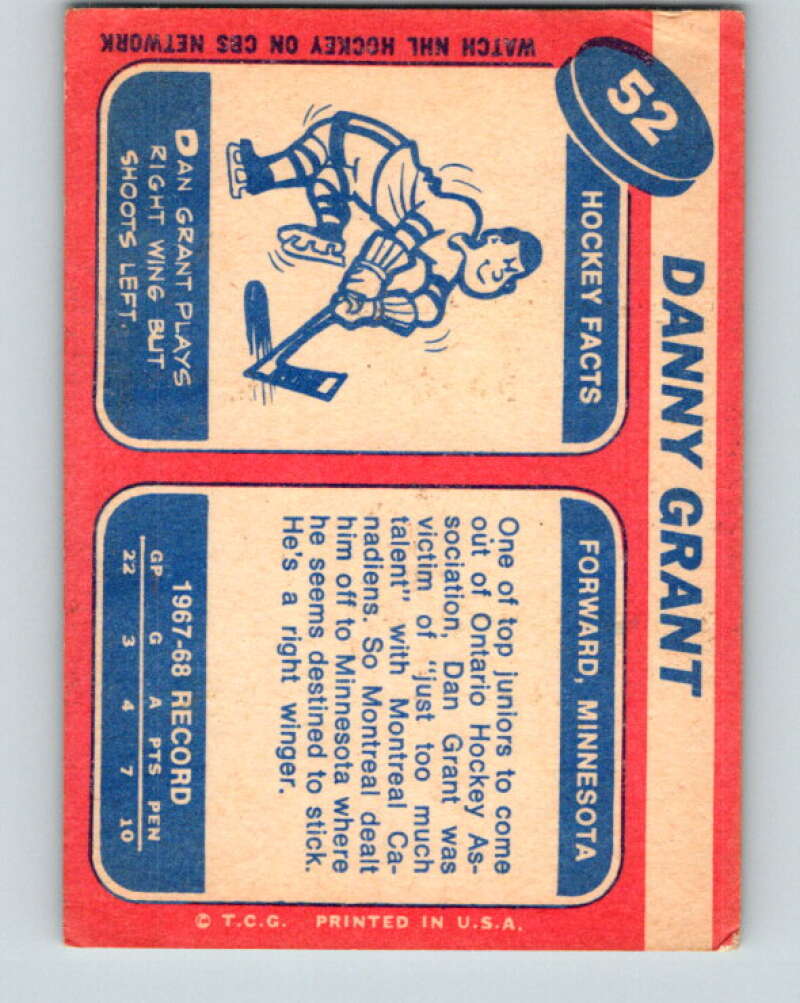 52
DANNY GRANT
HOCKEY FACTS
DAN GRANT PLAYS
RIGHT WING BUT
SHOOTS LEFT.
FORWARD, MINNESOTA
One of top juniors to come
out of Ontario Hockey As-
sociation, Dan Grant was
victim of "just too much
talent" with Montreal Ca-
nadiens. So Montreal dealt
him off to Minnesota where
he seems destined to stick.
He's a right winger.
1967-68 RECORD
GP G A PTS PEN
22 3 4 7 10
WATCH NHL HOCKEY ON CBS NETWORK
© T.C.G. PRINTED IN U.S.A.